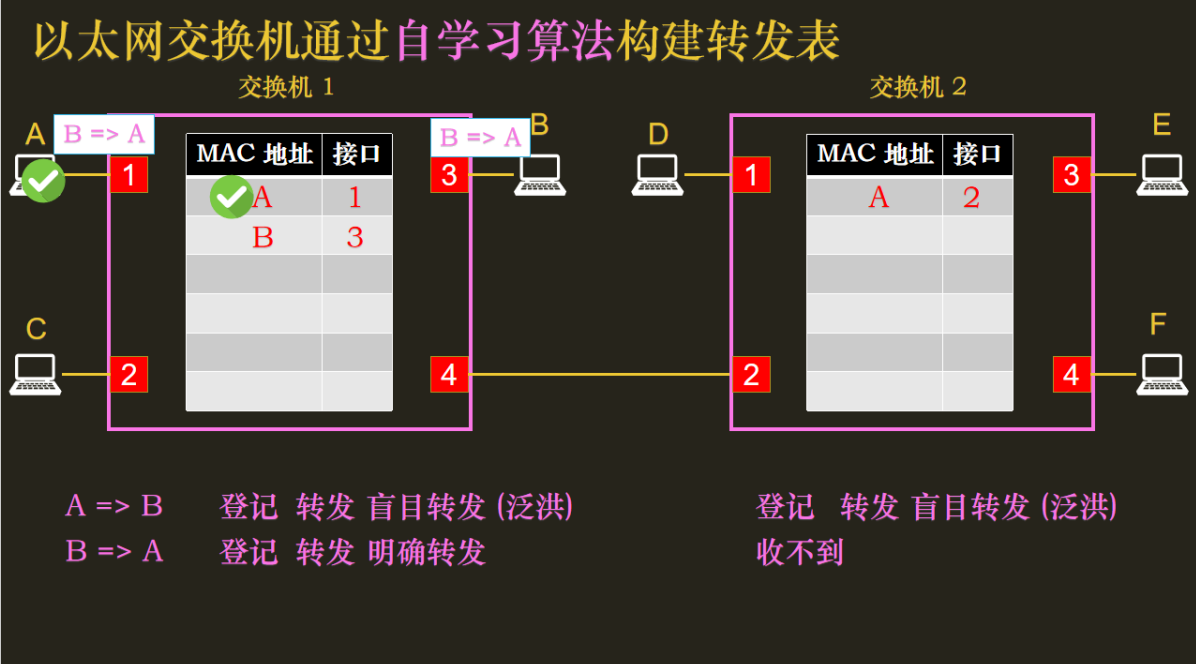 以太网交换机通过自学习算法构建转发表
交换机 1
交换机 2
A
B => A
B => A
B
D
E
MAC 地址 接口
MAC 地址 接口
1
3
1
3
A 1
A 2
B 3
C
F
2
4
2
4
A => B 登记 转发 盲目转发 (泛洪) 登记 转发 盲目转发 (泛洪)
B => A 登记 转发 明确转发 收不到